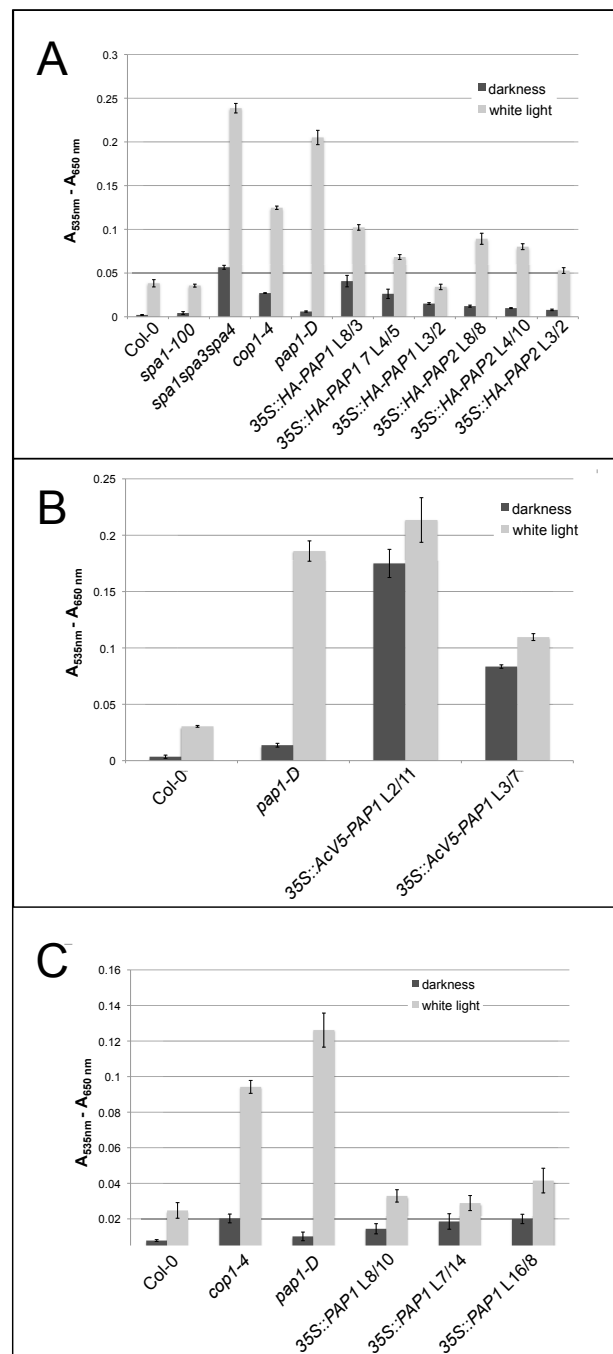 A
0.3
0.25
0.2
0.15
0.1
0.05
0
A535nm - A650 nm
darkness
white light
Col-0
spa1-100
spa1spa3spa4
cop1-4
pap1-D
35S::HA-PAP1 L8/3
35S::HA-PAP1 7 L4/5
35S::HA-PAP1 L3/2
35S::HA-PAP2 L8/8
35S::HA-PAP2 L4/10
35S::HA-PAP2 L3/2
B
0.25
0.2
0.15
0.1
0.05
0
A535nm - A650 nm
darkness
white light
Col-0
pap1-D
35S::AcV5-PAP1 L2/11
35S::AcV5-PAP1 L3/7
C
0.16
0.14
0.12
0.1
0.08
0.06
0.04
0.02
A535nm - A650 nm
darkness
white light
Col-0
cop1-4
pap1-D
35S::PAP1 L8/10
35S::PAP1 L7/14
35S::PAP1 L16/8